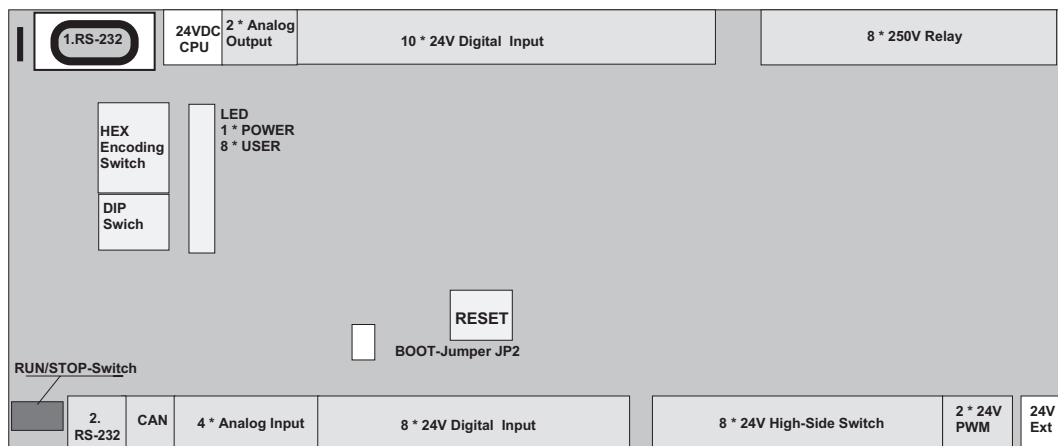 1.RS-232
24VDC
CPU
2 * Analog
Output
10 * 24V Digital Input
8 * 250V Relay
HEX
Encoding
Switch
LED
1 * POWER
8 * USER
DIP
Swich
RESET
BOOT-Jumper JP2
RUN/STOP-Switch
2.
RS-232
CAN
4 * Analog Input
8 * 24V Digital Input
8 * 24V High-Side Switch
2 * 24V
PWM
24V
Ext